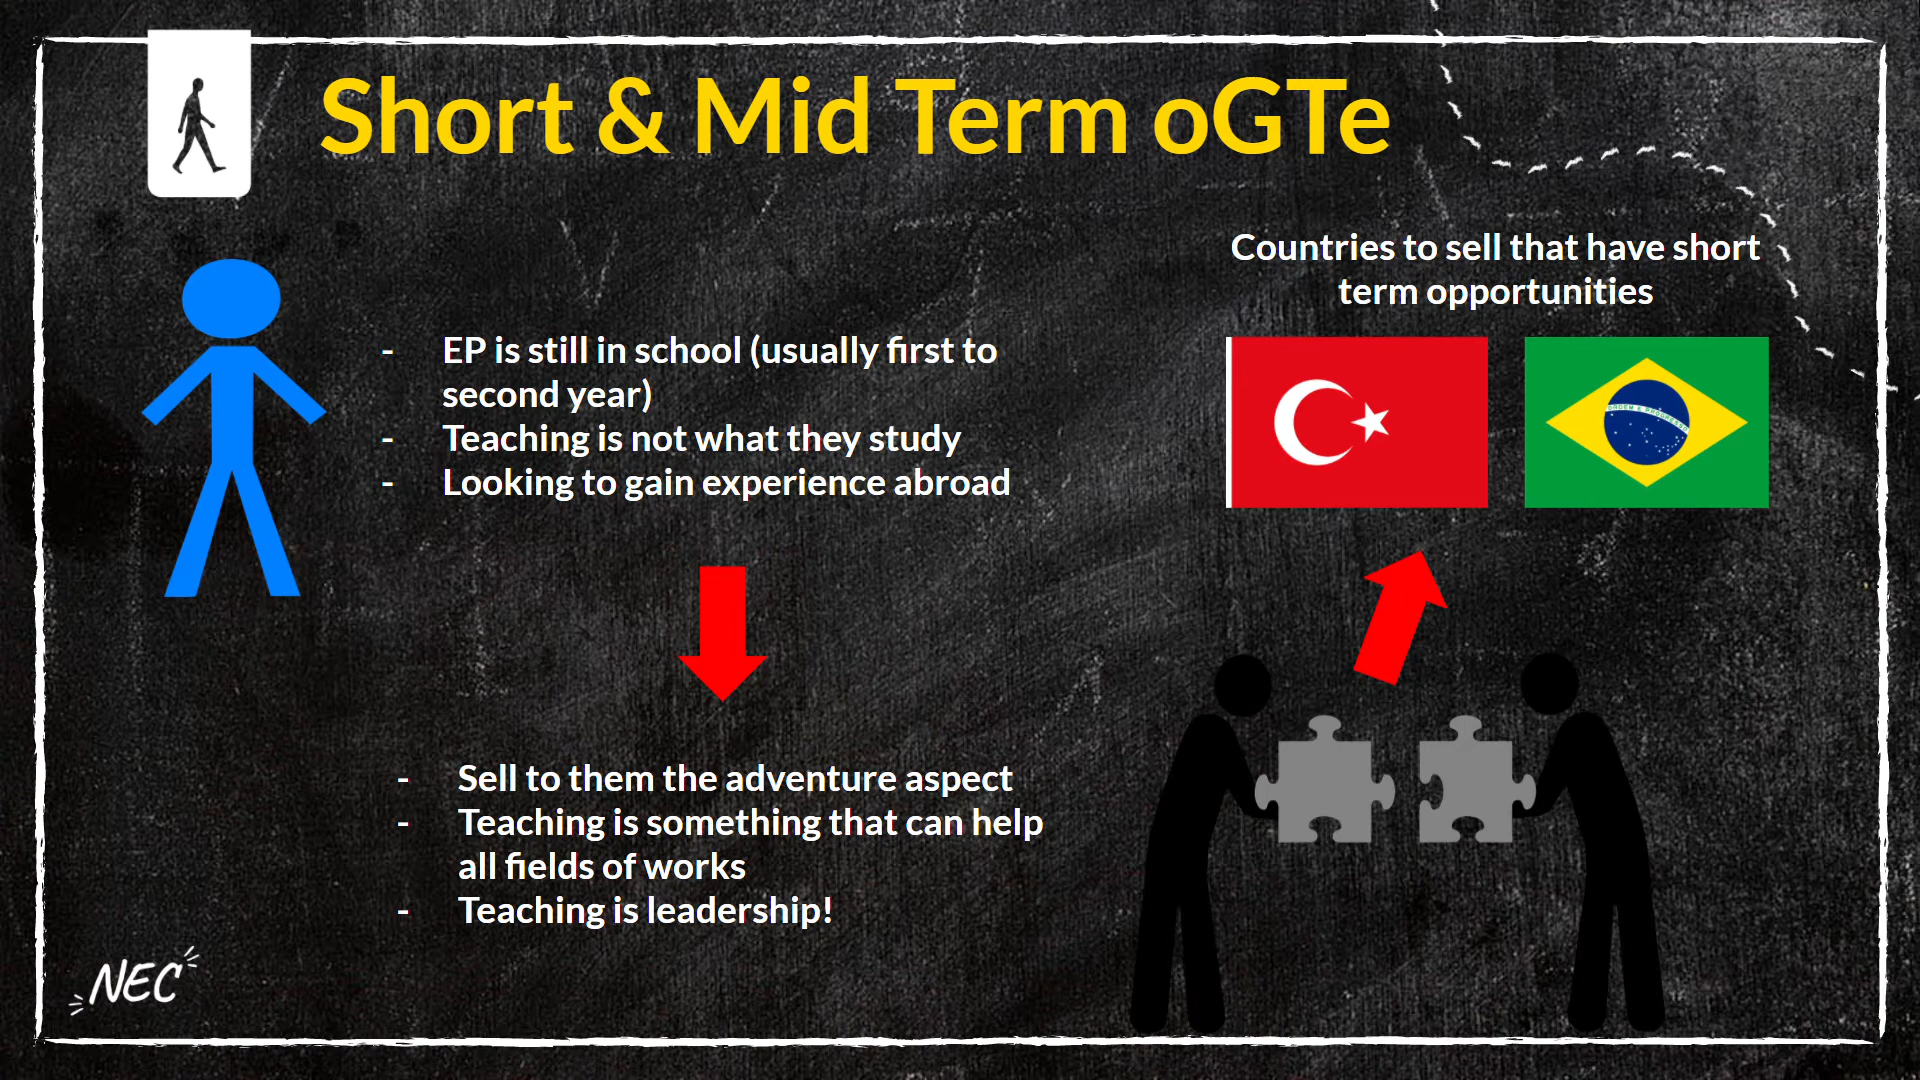 Short & Mid Term oGTe
- EP is still in school (usually first to
second year)
- Teaching is not what they study
- Looking to gain experience abroad
- Sell to them the adventure aspect
- Teaching is something that can help
all fields of works
- Teaching is leadership!
Countries to sell that have short
term opportunities
ORDEM E PROGRESSO
NEC